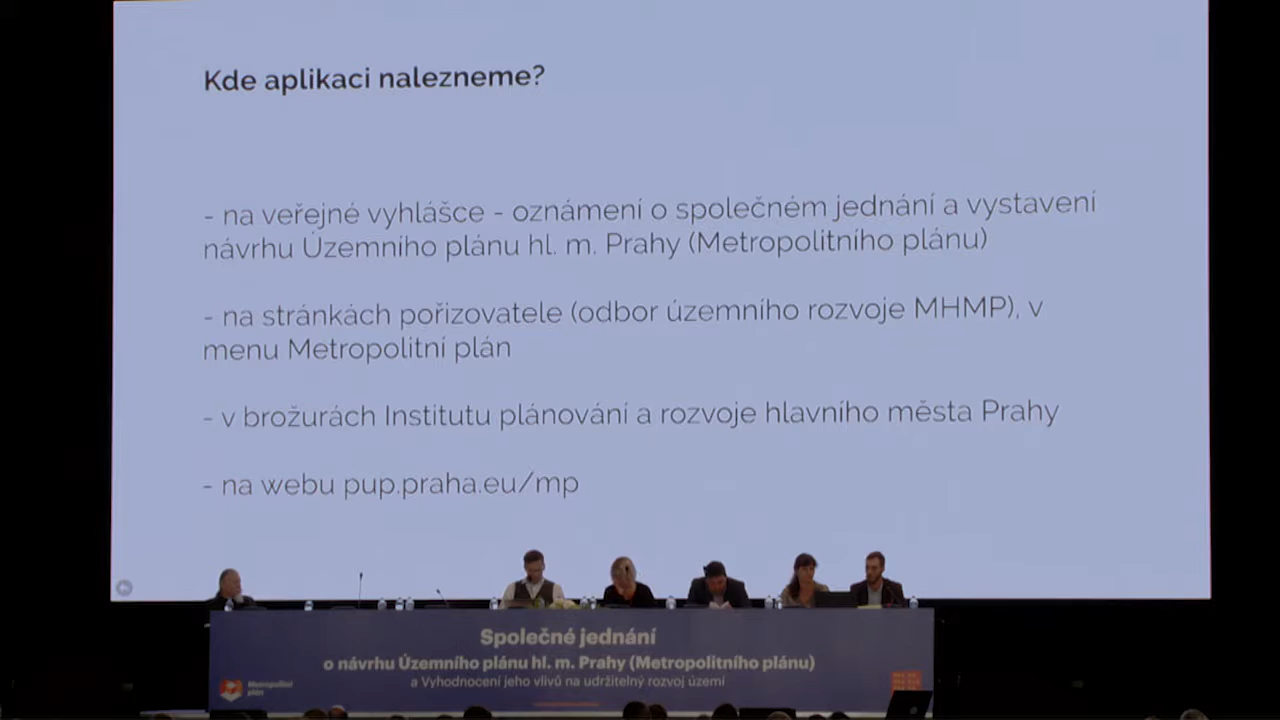 Kde aplikaci nalezneme?
- na veřejné vyhlášce - oznámení o společném jednání a vystavení
návrhu Územního plánu hl. m. Prahy (Metropolitního plánu)
- na stránkách pořizovatele (odbor územního rozvoje MHMP), v
menu Metropolitní plán
- v brožurách Institutu plánování a rozvoje hlavního města Prahy
- na webu pup.praha.eu/mp
Společné jednání
o návrhu Územního plánu hl. m. Prahy (Metropolitního plánu)
a Vyhodnocení jeho vlivů na udržitelný rozvoj území
Metropolitní
plán